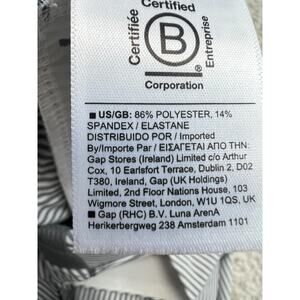 Certified
Certifiée
B
Entreprise
Corporation
■ US/GB: 86% POLYESTER, 14%
SPANDEX / ELASTANE
DISTRIBUIDO POR / Imported
By/Importe Par / ΕΙΣΑΓΕΤΑΙ ΑΠΟ ΤΗΝ:
Gap Stores (Ireland) Limited c/o Arthur
Cox, 10 Earlsfort Terrace, Dublin 2, D02
T380, Ireland, Gap (UK Holdings)
Limited, 2nd Floor Nations House, 103
Wigmore Street, London, W1U 1QS, UK
■ Gap (RHC) B.V. Luna ArenA
Herikerbergweg 238 Amsterdam 1101